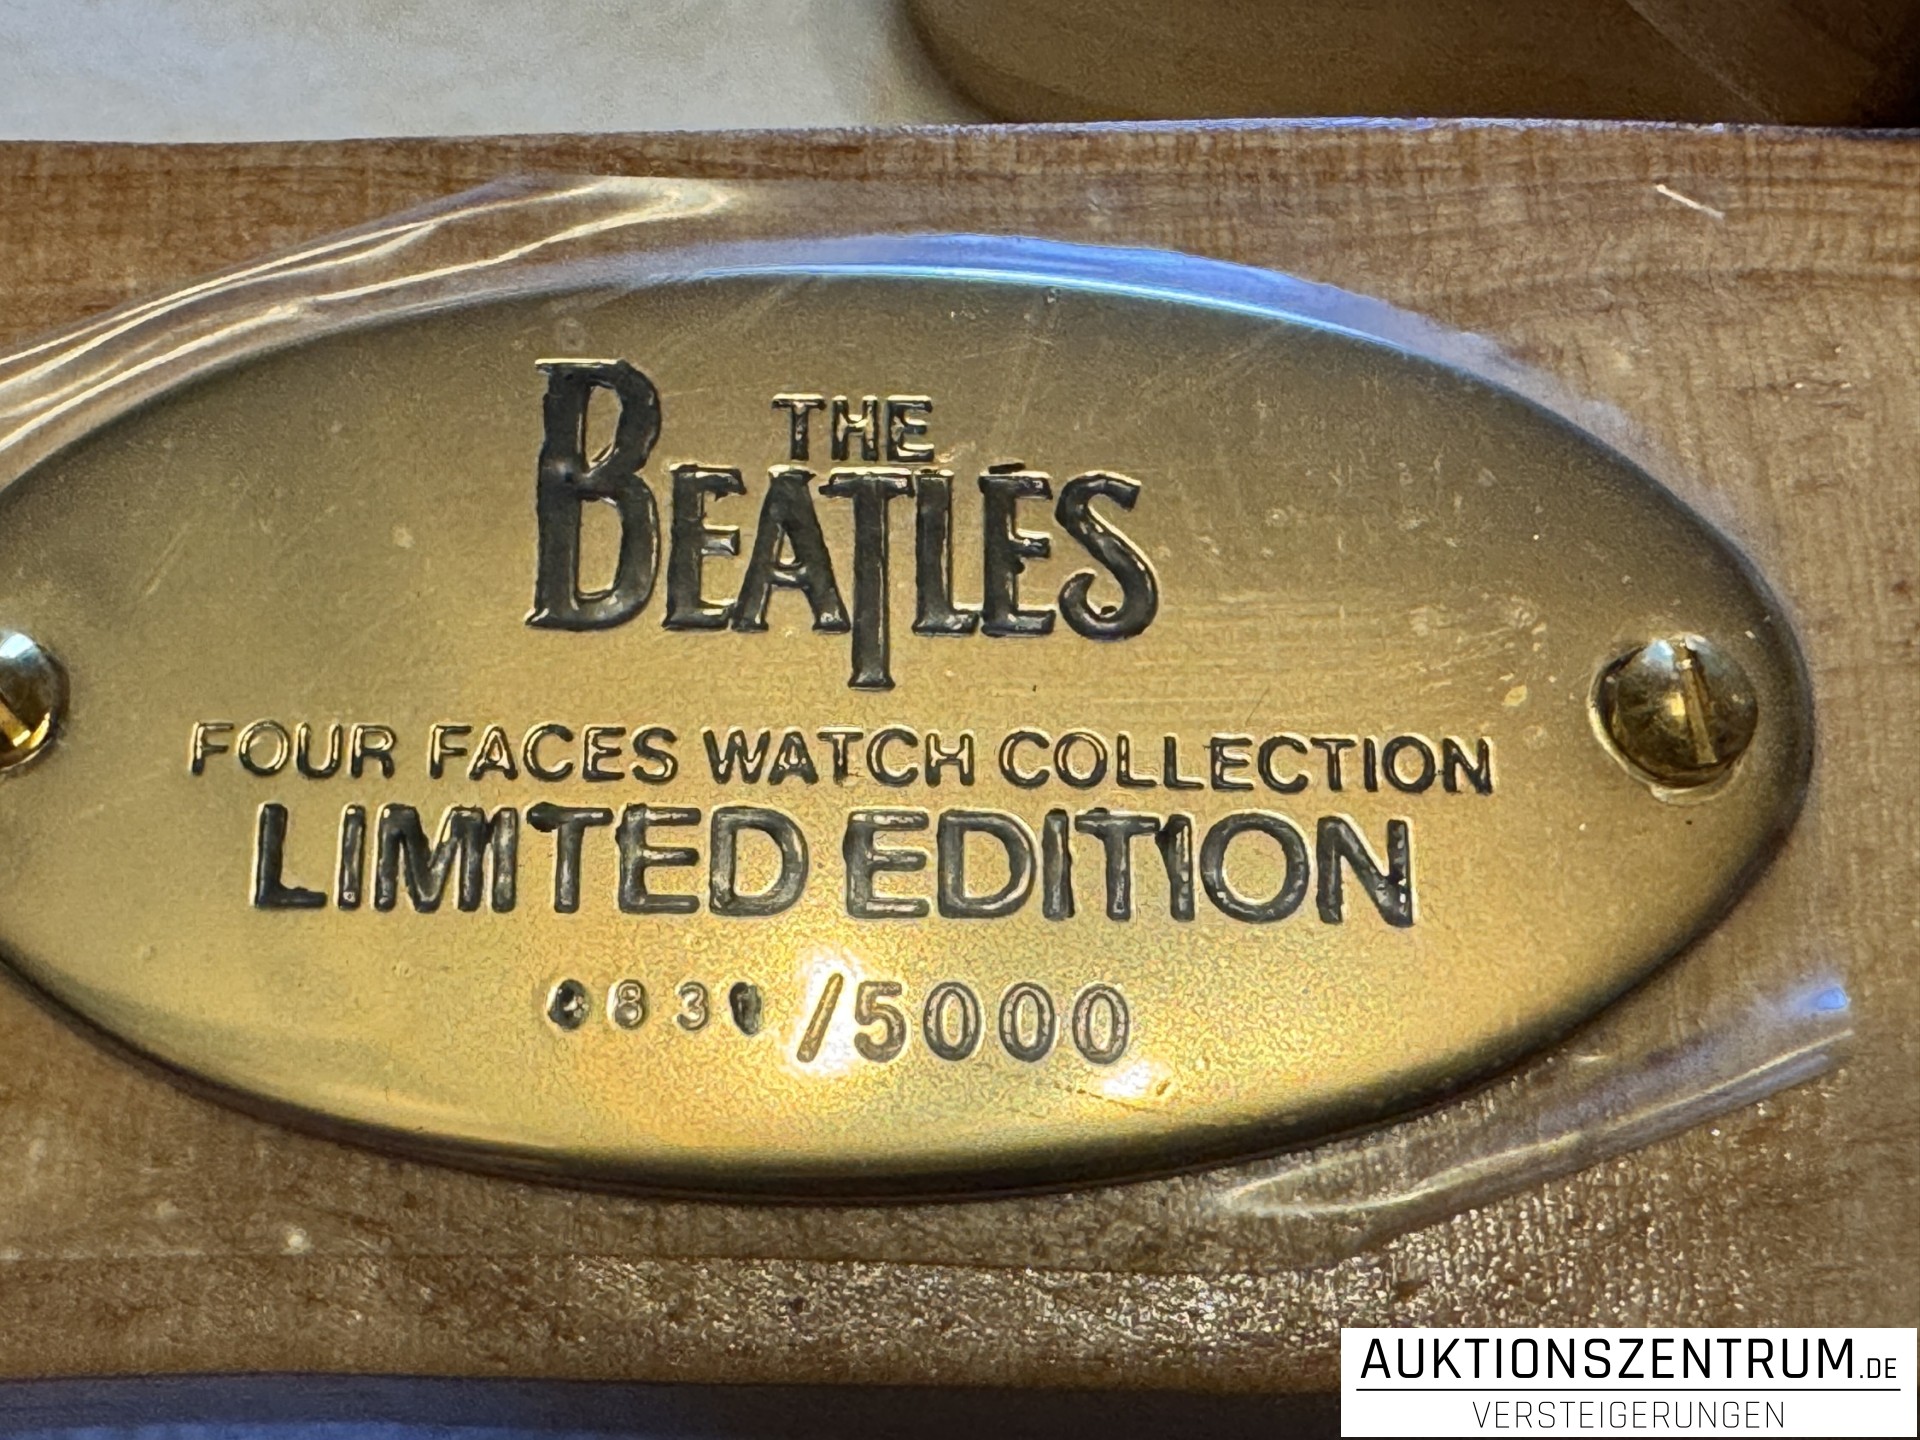 THE
BEATLES
FOUR FACES WATCH COLLECTION
LIMITED EDITION
/5000
AUKTIONSZENTRUM.DE
VERSTEIGERUNGEN